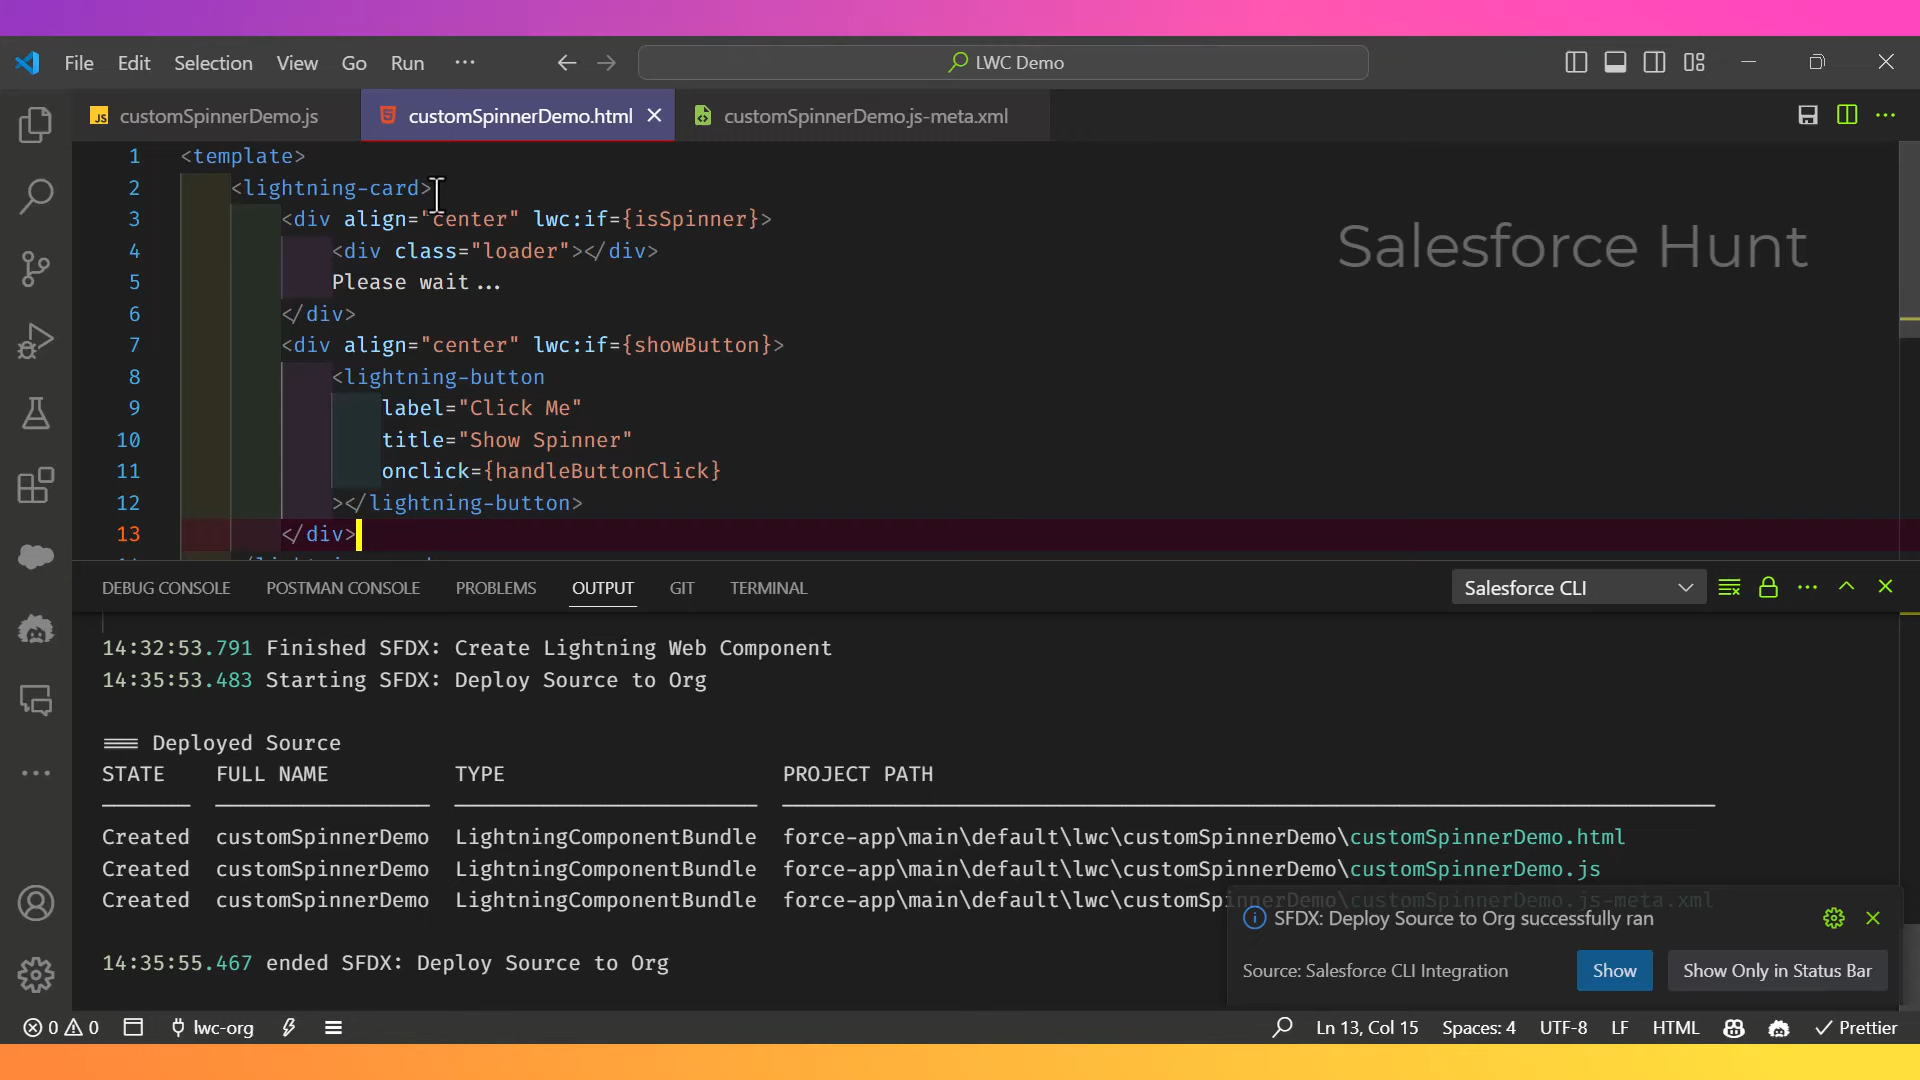 File Edit Selection View Go Run ··· LWC Demo
customSpinnerDemo.js customSpinnerDemo.html customSpinnerDemo.js-meta.xml
1 <template>
2 <lightning-card>
3 <div align="center" lwc:if={isSpinner}>
4 <div class="loader"></div>
5 Please wait...
6 </div>
7 <div align="center" lwc:if={showButton}>
8 <lightning-button
9 label="Click Me"
10 title="Show Spinner"
11 onclick={handleButtonClick}
12 ></lightning-button>
13 </div>
Salesforce Hunt
DEBUG CONSOLE POSTMAN CONSOLE PROBLEMS OUTPUT GIT TERMINAL Salesforce CLI
14:32:53.791 Finished SFDX: Create Lightning Web Component
14:35:53.483 Starting SFDX: Deploy Source to Org
=== Deployed Source
STATE FULL NAME TYPE PROJECT PATH
Created customSpinnerDemo LightningComponentBundle force-app\main\default\lwc\customSpinnerDemo\customSpinnerDemo.html
Created customSpinnerDemo LightningComponentBundle force-app\main\default\lwc\customSpinnerDemo\customSpinnerDemo.js
Created customSpinnerDemo LightningComponentBundle force-app\main\default\lwc\customSpinnerDemo\customSpinnerDemo.js-meta.xml
14:35:55.467 ended SFDX: Deploy Source to Org
SFDX: Deploy Source to Org successfully ran
Source: Salesforce CLI Integration Show Show Only in Status Bar
0 0 lwc-org Ln 13, Col 15 Spaces: 4 UTF-8 LF HTML Prettier